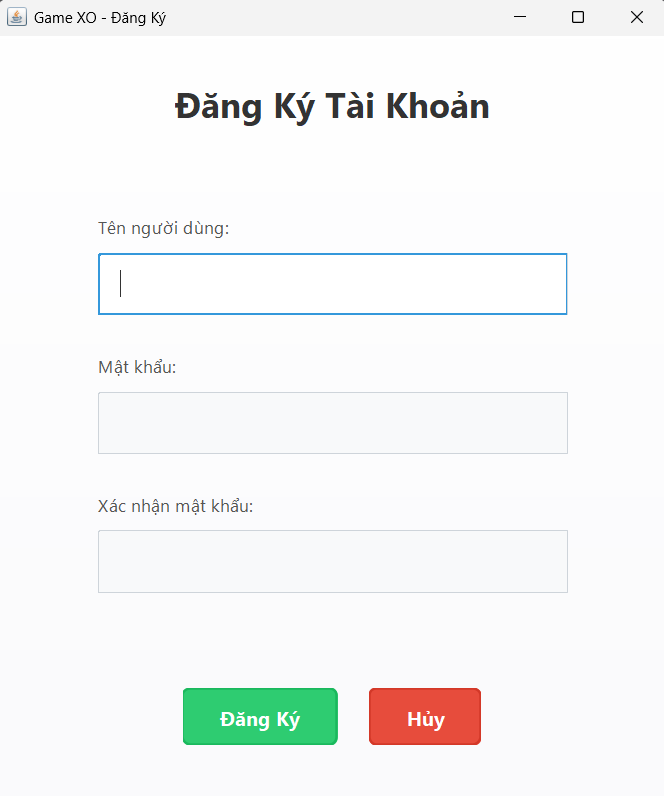 Game XO - Đăng Ký
Đăng Ký Tài Khoản
Tên người dùng:
Mật khẩu:
Xác nhận mật khẩu:
Đăng Ký
Hủy